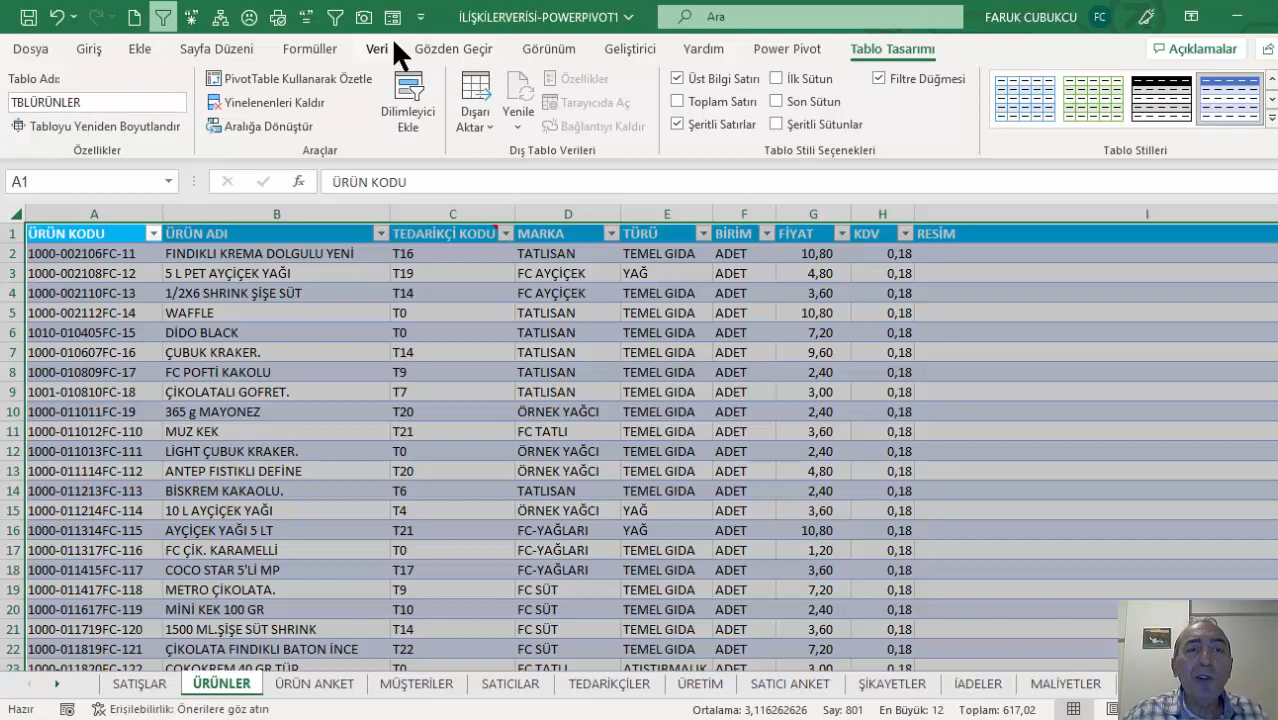 İLİŞKİLERVERİSİ-POWERPIVOT1
Ara
FARUK CUBUKCU
FC
Dosya Giriş Ekle Sayfa Düzeni Formüller Veri Gözden Geçir Görünüm Geliştirici Yardım Power Pivot Tablo Tasarımı
Açıklamalar
Tablo Adı:
TBLÜRÜNLER
Tabloyu Yeniden Boyutlandır
Özellikler
PivotTable Kullanarak Özetle
Yinelenenleri Kaldır
Aralığa Dönüştür
Dilimleyici
Ekle
Araçlar
Dışarı
Aktar
Yenile
Özellikler
Tarayıcıda Aç
Bağlantıyı Kaldır
Dış Tablo Verileri
Üst Bilgi Satırı İlk Sütun Filtre Düğmesi
Toplam Satırı Son Sütun
Şeritli Satırlar Şeritli Sütunlar
Tablo Stili Seçenekleri
Tablo Stilleri
A1 fx ÜRÜN KODU
A B C D E F G H I
1 ÜRÜN KODU ÜRÜN ADI TEDARİKÇİ KODU MARKA TÜRÜ BİRİM FİYAT KDV RESİM
2 1000-002106FC-11 FINDIKLI KREMA DOLGULU YENİ T16 TATLISAN TEMEL GIDA ADET 10,80 0,18
3 1000-002108FC-12 5 L PET AYÇİÇEK YAĞI T19 FC AYÇİÇEK YAĞ ADET 4,80 0,18
4 1000-002110FC-13 1/2X6 SHRINK ŞİŞE SÜT T14 FC AYÇİÇEK TEMEL GIDA ADET 3,60 0,18
5 1000-002112FC-14 WAFFLE T0 TATLISAN TEMEL GIDA ADET 10,80 0,18
6 1010-010405FC-15 DİDO BLACK T0 TATLISAN TEMEL GIDA ADET 7,20 0,18
7 1000-010607FC-16 ÇUBUK KRAKER. T14 TATLISAN TEMEL GIDA ADET 9,60 0,18
8 1000-010809FC-17 FC POFTİ KAKOLU T9 TATLISAN TEMEL GIDA ADET 2,40 0,18
9 1001-010810FC-18 ÇİKOLATALI GOFRET. T7 TATLISAN TEMEL GIDA ADET 3,00 0,18
10 1000-011011FC-19 365 g MAYONEZ T20 ÖRNEK YAĞCI TEMEL GIDA ADET 2,40 0,18
11 1000-011012FC-110 MUZ KEK T21 FC TATLI TEMEL GIDA ADET 3,60 0,18
12 1000-011013FC-111 LİGHT ÇUBUK KRAKER. T0 ÖRNEK YAĞCI TEMEL GIDA ADET 2,40 0,18
13 1000-011114FC-112 ANTEP FISTIKLI DEFİNE T20 ÖRNEK YAĞCI TEMEL GIDA ADET 4,80 0,18
14 1000-011213FC-113 BİSKREM KAKAOLU. T6 TATLISAN TEMEL GIDA ADET 2,40 0,18
15 1000-011214FC-114 10 L AYÇİÇEK YAĞI T4 ÖRNEK YAĞCI YAĞ ADET 3,60 0,18
16 1000-011314FC-115 AYÇİÇEK YAĞI 5 LT T21 FC-YAĞLARI YAĞ ADET 10,80 0,18
17 1000-011317FC-116 FC ÇİK. KARAMELLİ T0 FC-YAĞLARI TEMEL GIDA ADET 1,20 0,18
18 1000-011415FC-117 COCO STAR 5'Lİ MP T17 FC-YAĞLARI TEMEL GIDA ADET 3,60 0,18
19 1000-011417FC-118 METRO ÇİKOLATA. T9 FC SÜT TEMEL GIDA ADET 7,20 0,18
20 1000-011617FC-119 MİNİ KEK 100 GR T10 FC SÜT TEMEL GIDA ADET 2,40 0,18
21 1000-011719FC-120 1500 ML.ŞİŞE SÜT SHRINK T14 FC SÜT TEMEL GIDA ADET 3,60 0,18
22 1000-011819FC-121 ÇİKOLATA FINDIKLI BATON İNCE T22 FC SÜT TEMEL GIDA ADET 7,20 0,18
23 1000-011820FC-122 ÇOKOKREM 40 GR TÜP T0 FC TATLI ATIŞTIRMALIK ADET 3,00 0,18
SATIŞLAR ÜRÜNLER ÜRÜN ANKET MÜŞTERİLER SATICILAR TEDARİKÇİLER ÜRETİM SATICI ANKET ŞİKAYETLER İADELER MALİYETLER
Hazır Erişilebilirlik: Önerilere göz atın Ortalama: 3,116262626 Say: 801 En Büyük: 12 Toplam: 617,02